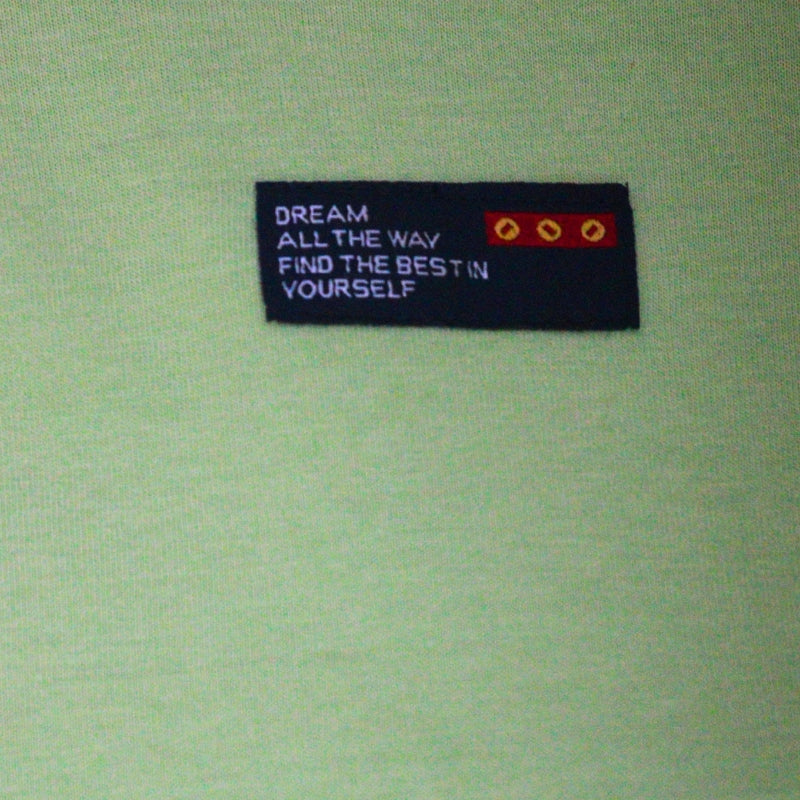 DREAM
ALL THE WAY
FIND THE BEST IN
YOURSELF